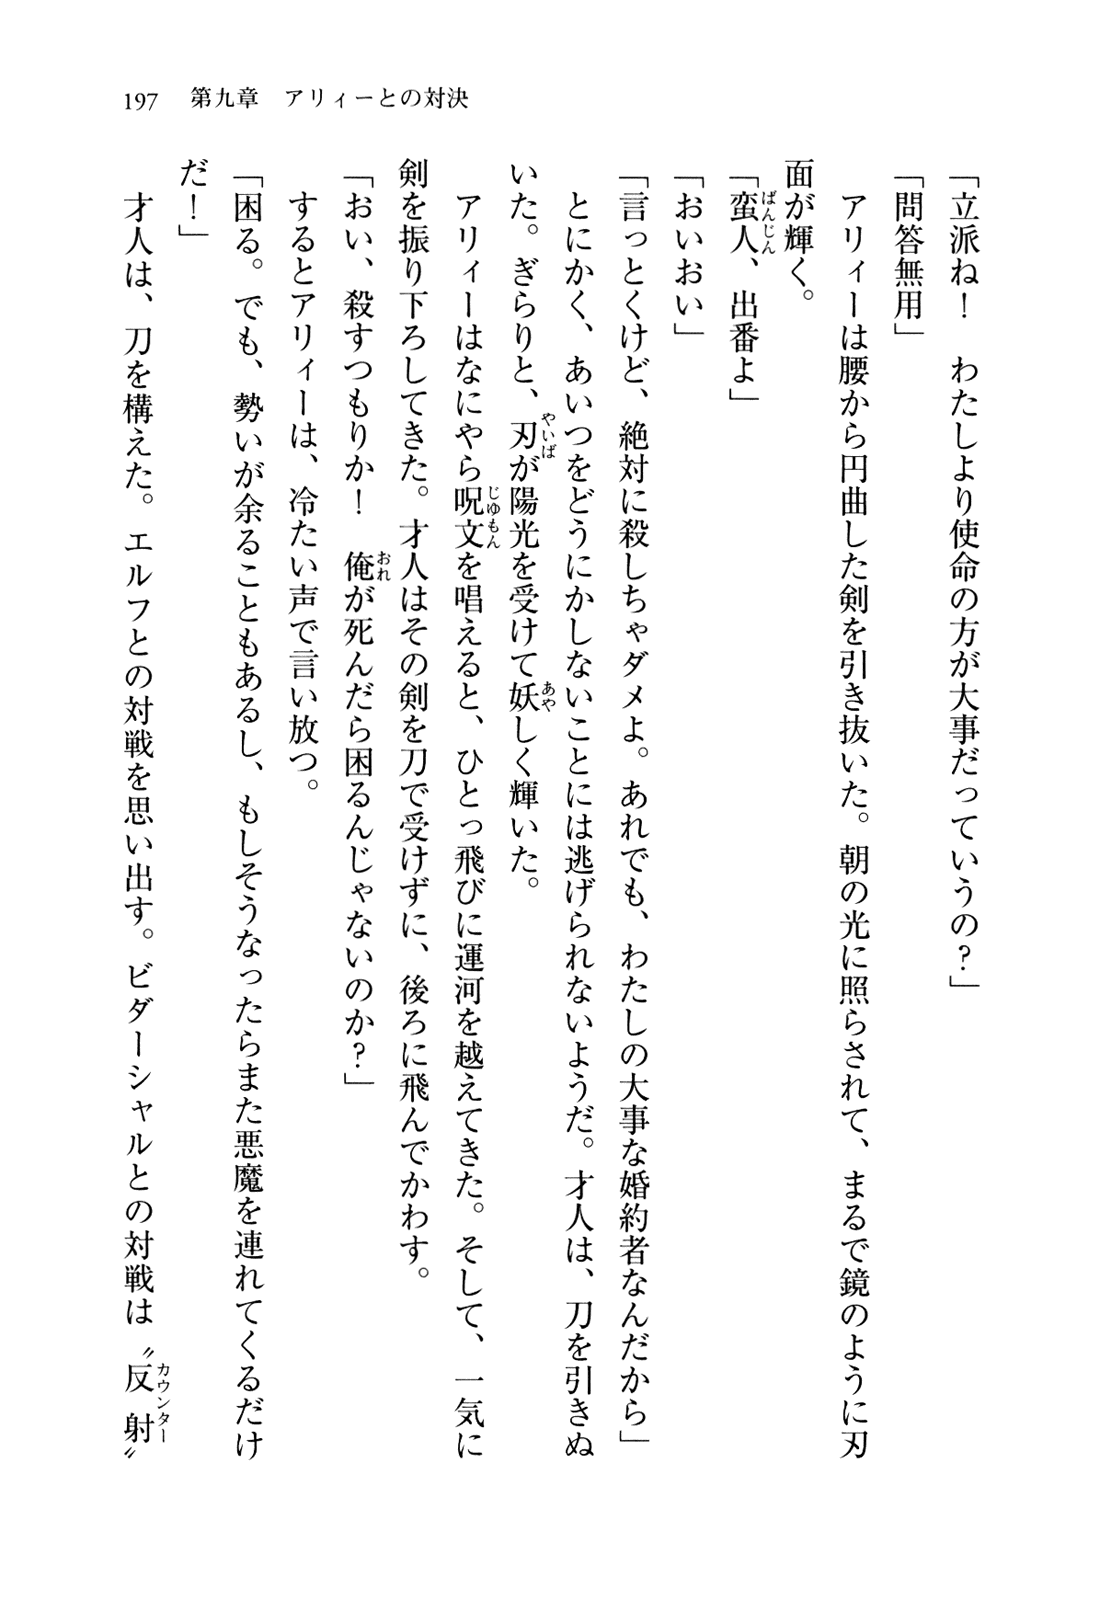 197　第九章　アリィーとの対決
「立派ね！　わたしより使命の方が大事だっていうの？」
「問答無用」
　アリィーは腰から円曲した剣を引き抜いた。朝の光に照らされて、まるで鏡のように刃
面が輝く。
「蛮人、出番よ」
「おいおい」
「言っとくけど、絶対に殺しちゃダメよ。あれでも、わたしの大事な婚約者なんだから」
　とにかく、あいつをどうにかしないことには逃げられないようだ。才人は、刀を引きぬ
いた。ぎらりと、刃が陽光を受けて妖しく輝いた。
　アリィーはなにやら呪文を唱えると、ひとっ飛びに運河を越えてきた。そして、一気に
剣を振り下ろしてきた。才人はその剣を刀で受けずに、後ろに飛んでかわす。
「おい、殺すつもりか！　俺が死んだら困るんじゃないのか？」
　するとアリィーは、冷たい声で言い放つ。
「困る。でも、勢いが余ることもあるし、もしそうなったらまた悪魔を連れてくるだけ
だ！」
　才人は、刀を構えた。エルフとの対戦を思い出す。ビダーシャルとの対戦は〝反射〟